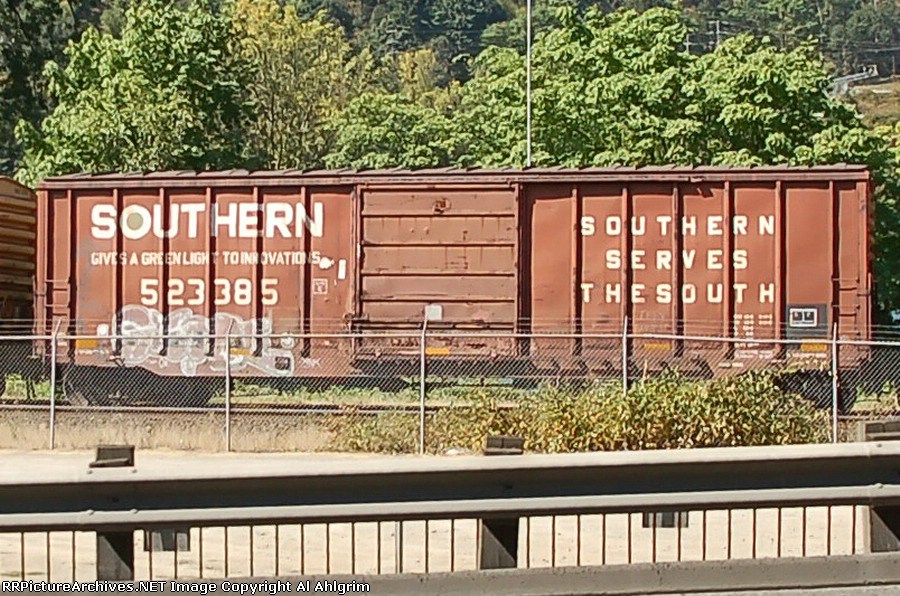 SOUTHERN
GIVES A GREEN LIGHT TO INNOVATIONS
523385
SOUTHERN
SERVES
THE SOUTH
RRPictureArchives.NET Image Copyright Al Ahlgrim